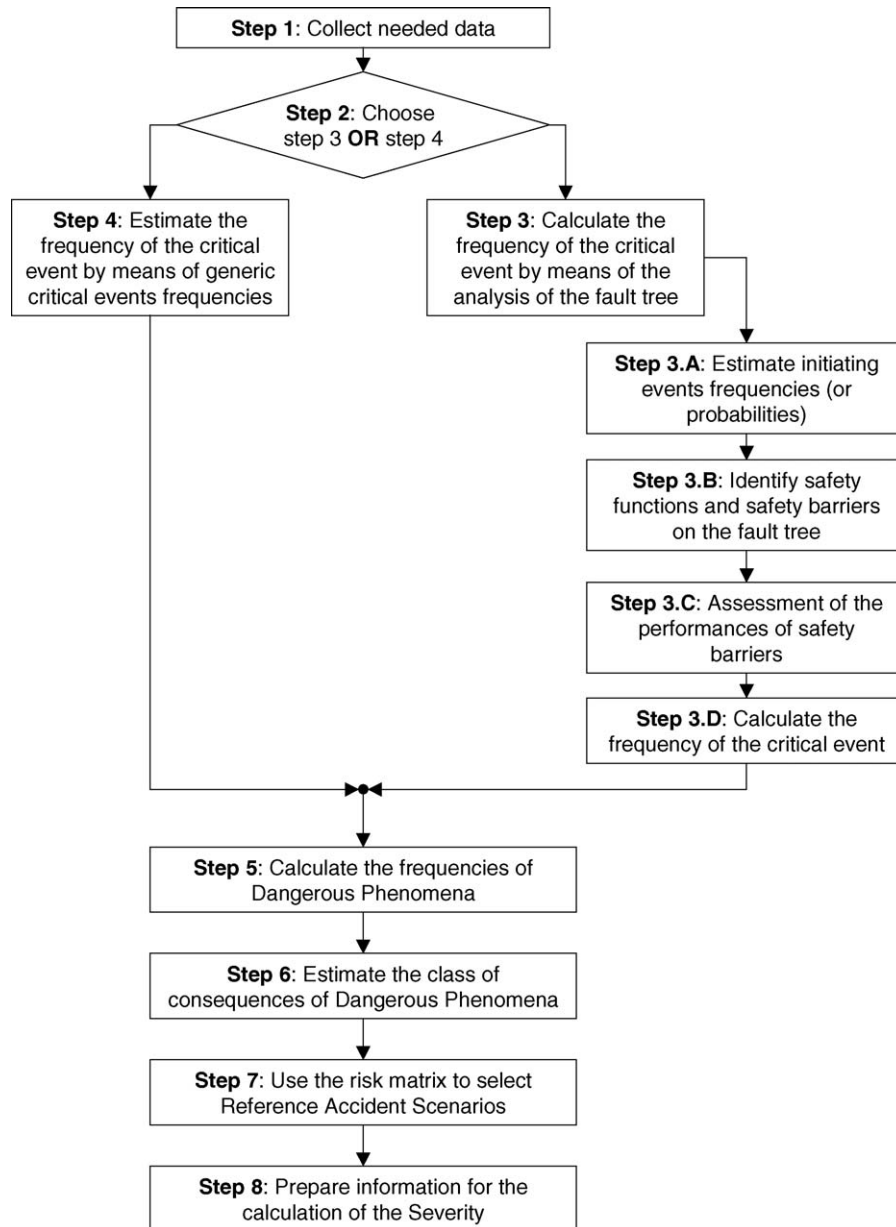 Step 1: Collect needed data
Step 2: Choose
step 3 OR step 4
Step 4: Estimate the
frequency of the critical
event by means of generic
critical events frequencies
Step 3: Calculate the
frequency of the critical
event by means of the
analysis of the fault tree
Step 3.A: Estimate initiating
events frequencies (or
probabilities)
Step 3.B: Identify safety
functions and safety barriers
on the fault tree
Step 3.C: Assessment of the
performances of safety
barriers
Step 3.D: Calculate the
frequency of the critical event
Step 5: Calculate the frequencies of
Dangerous Phenomena
Step 6: Estimate the class of
consequences of Dangerous Phenomena
Step 7: Use the risk matrix to select
Reference Accident Scenarios
Step 8: Prepare information for the
calculation of the Severity